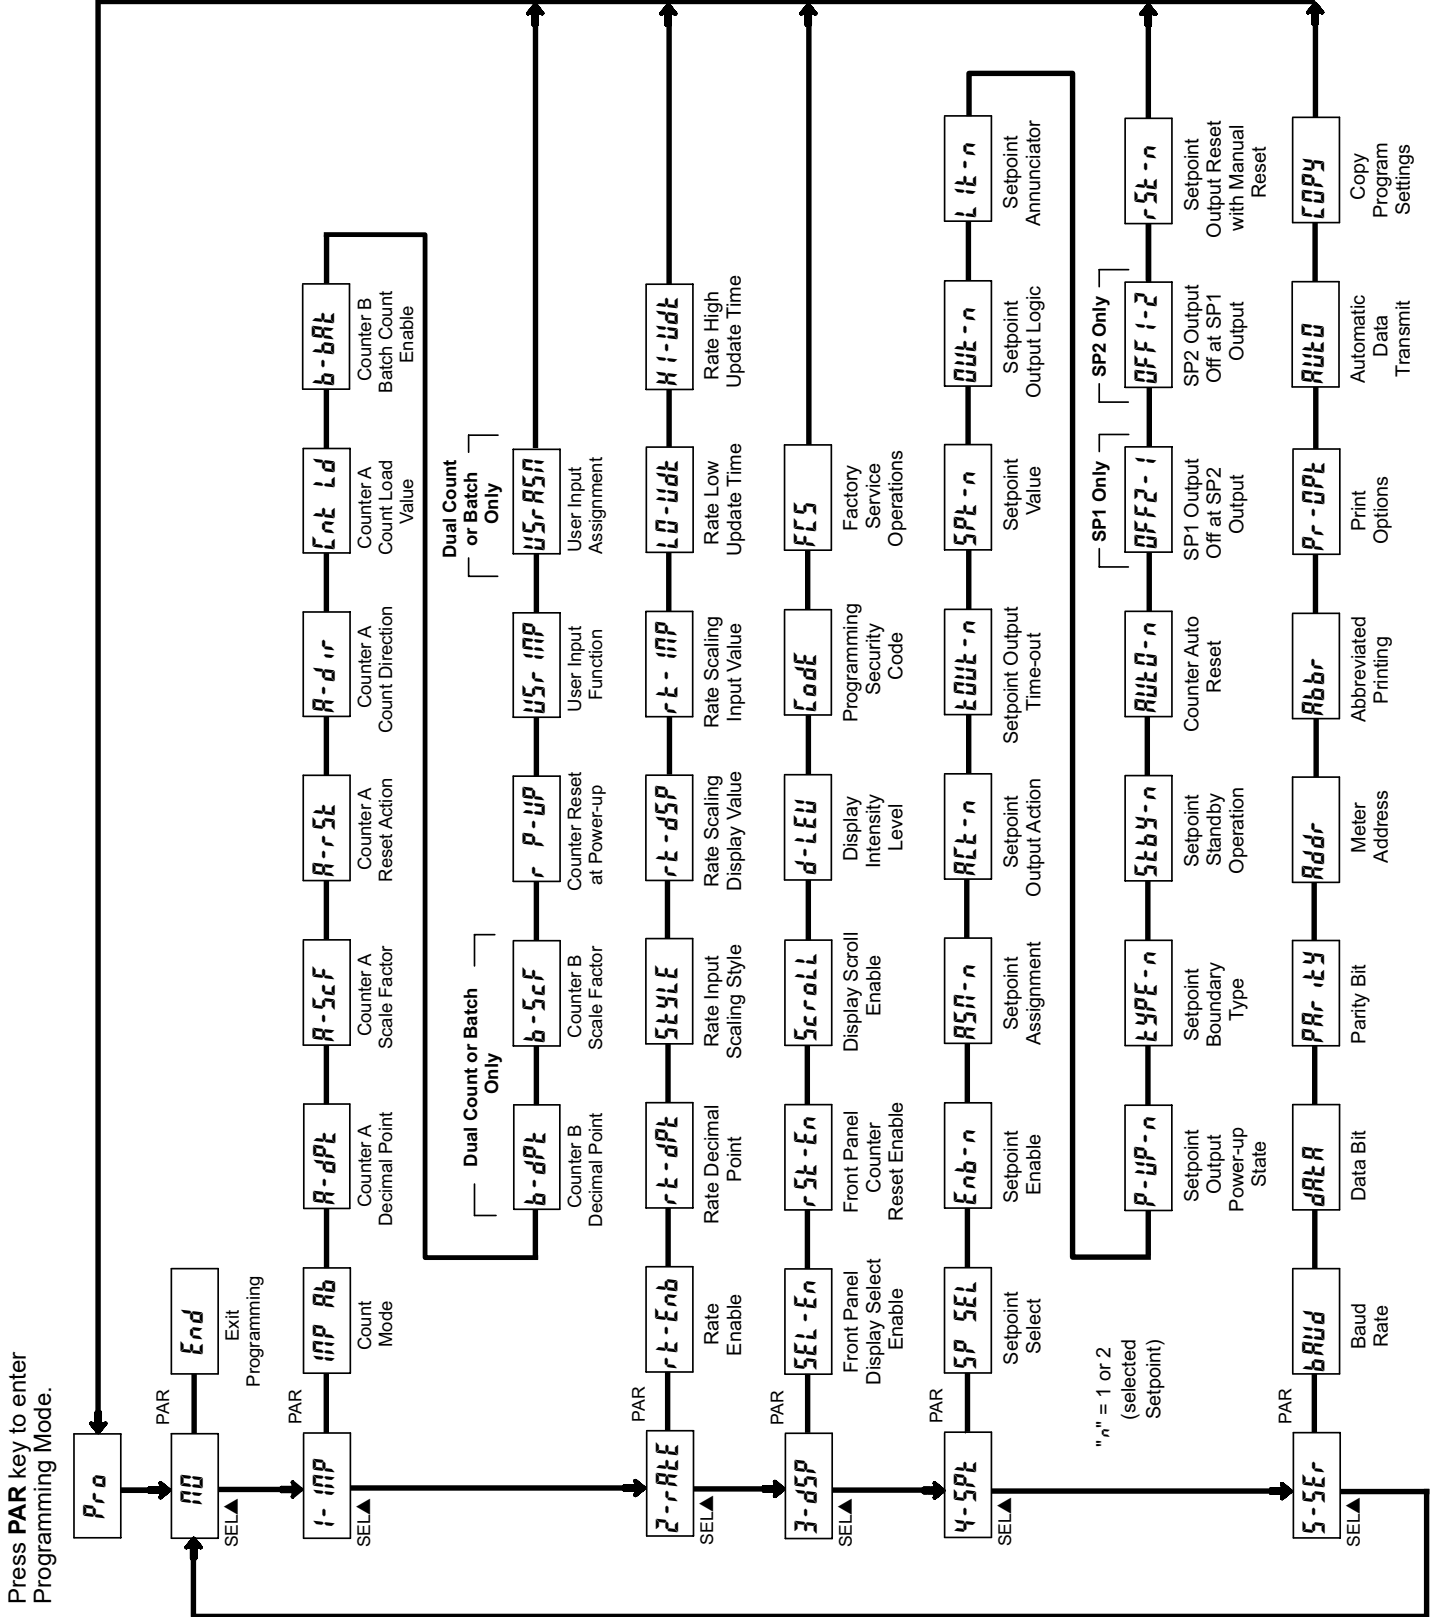 Press PAR key to enter
Programming Mode.
Pro
NO
SEL▲
PAR
End
Exit
Programming
1-INP
SEL▲
PAR
INP Ab
Count
Mode
A-dPt
Counter A
Decimal Point
A-ScF
Counter A
Scale Factor
A-rSt
Counter A
Reset Action
A-dir
Counter A
Count Direction
Cnt Ld
Counter A
Count Load
Value
b-bAt
Counter B
Batch Count
Enable
Dual Count or Batch
Only
b-dPt
Counter B
Decimal Point
b-ScF
Counter B
Scale Factor
r P-UP
Counter Reset
at Power-up
USr INP
User Input
Function
Dual Count
or Batch
Only
USrASN
User Input
Assignment
2-rAtE
SEL▲
PAR
rt-Enb
Rate
Enable
rt-dPt
Rate Decimal
Point
StYLE
Rate Input
Scaling Style
rt-dSP
Rate Scaling
Display Value
rt-INP
Rate Scaling
Input Value
LO-Udt
Rate Low
Update Time
HI-Udt
Rate High
Update Time
3-dSP
SEL▲
PAR
SEL-En
Front Panel
Display Select
Enable
rSt-En
Front Panel
Counter
Reset Enable
ScroLL
Display Scroll
Enable
d-LEV
Display
Intensity
Level
CodE
Programming
Security
Code
FCS
Factory
Service
Operations
4-SPt
SEL▲
PAR
SP SEL
Setpoint
Select
Enb-n
Setpoint
Enable
ASN-n
Setpoint
Assignment
ACt-n
Setpoint
Output Action
tOUt-n
Setpoint Output
Time-out
SPt-n
Setpoint
Value
OUt-n
Setpoint
Output Logic
LIt-n
Setpoint
Annunciator
"n" = 1 or 2
(selected
Setpoint)
P-UP-n
Setpoint
Output
Power-up
State
tYPE-n
Setpoint
Boundary
Type
StbY-n
Setpoint
Standby
Operation
AUtO-n
Counter Auto
Reset
SP1 Only
OFF2-1
SP1 Output
Off at SP2
Output
SP2 Only
OFF1-2
SP2 Output
Off at SP1
Output
rSt-n
Setpoint
Output Reset
with Manual
Reset
5-SEr
SEL▲
PAR
bAUd
Baud
Rate
dAtA
Data Bit
PAritY
Parity Bit
Addr
Meter
Address
Abbr
Abbreviated
Printing
Pr-OPt
Print
Options
AUtO
Automatic
Data
Transmit
COPY
Copy
Program
Settings